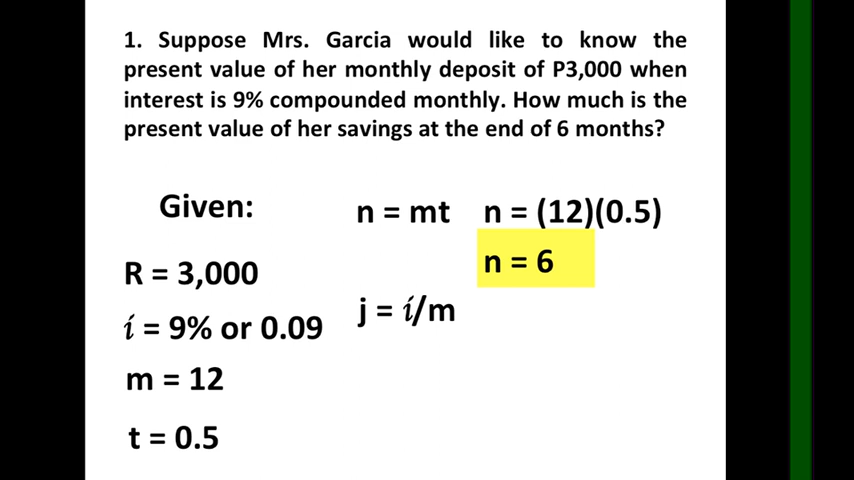 1. Suppose Mrs. Garcia would like to know the
present value of her monthly deposit of P3,000 when
interest is 9% compounded monthly. How much is the
present value of her savings at the end of 6 months?
Given:
R = 3,000
í = 9% or 0.09
m = 12
t = 0.5
n = mt
j = í/m
n = (12)(0.5)
n = 6